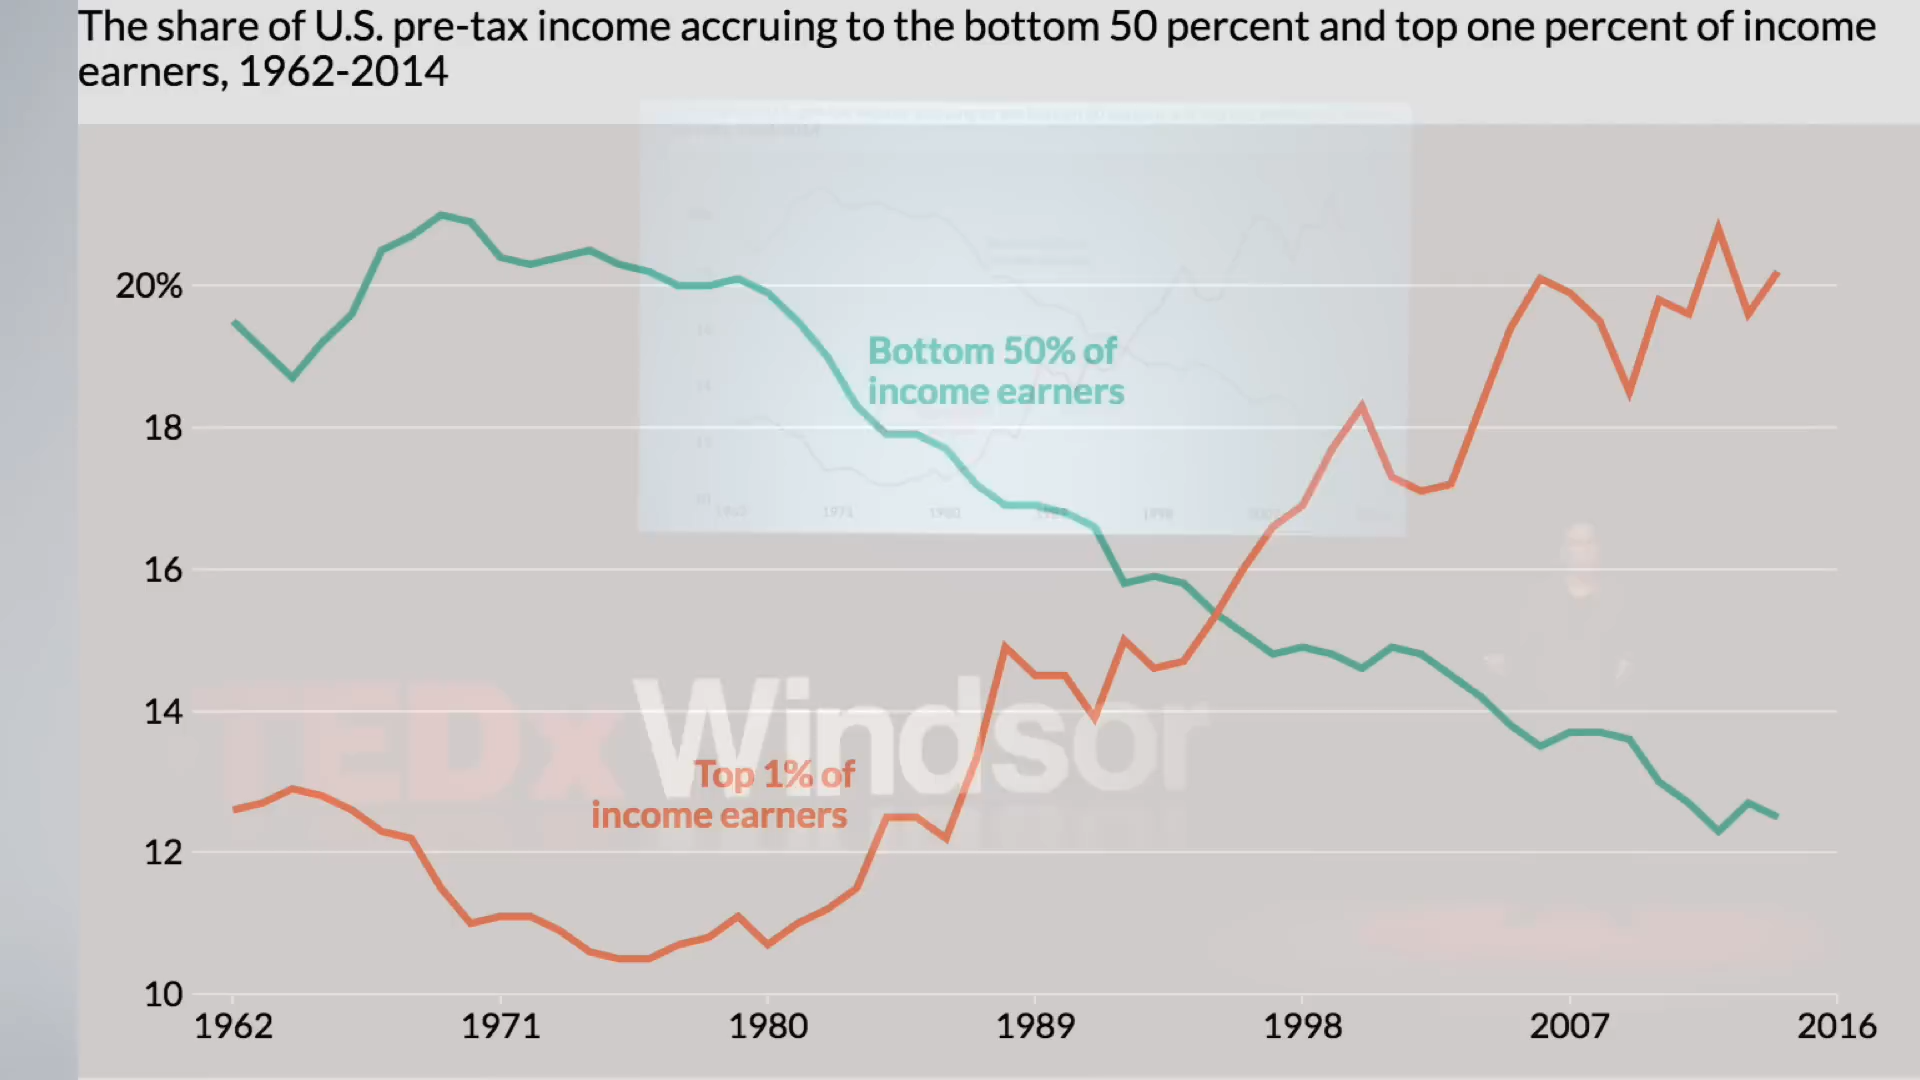 The share of U.S. pre-tax income accruing to the bottom 50 percent and top one percent of income
earners, 1962-2014
20%
Bottom 50% of
income earners
18
16
14
TEDxWindsor
Top 1% of
income earners
12
10
1962 1971 1980 1989 1998 2007 2016